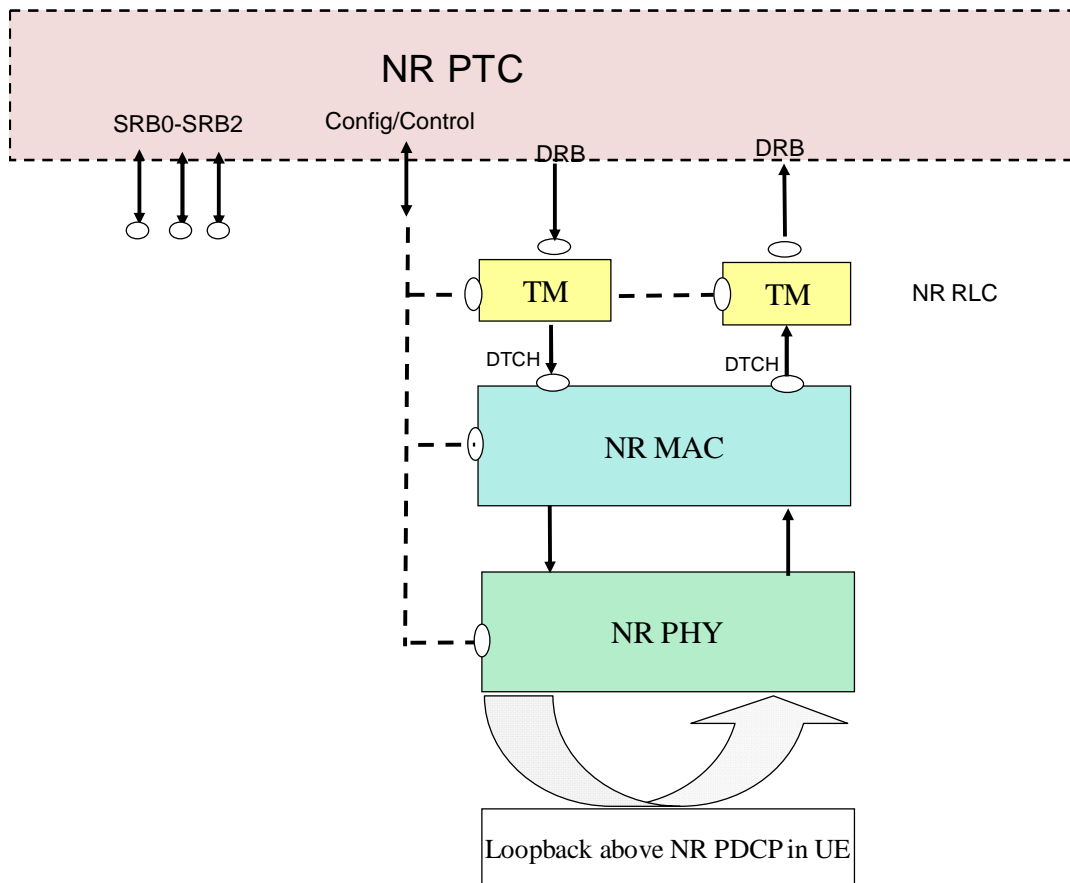 NR PTC
SRB0-SRB2
Config/Control
DRB
DRB
TM
TM
NR RLC
DTCH
DTCH
NR MAC
NR PHY
Loopback above NR PDCP in UE